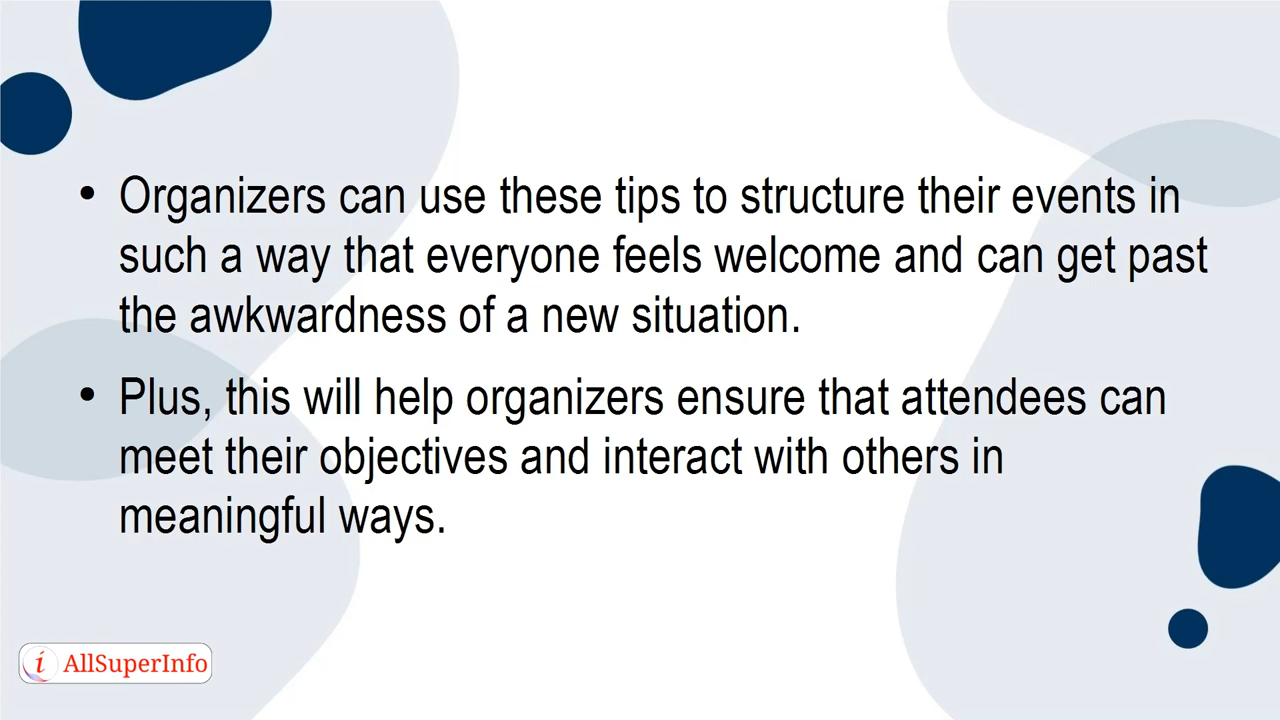 • Organizers can use these tips to structure their events in
such a way that everyone feels welcome and can get past
the awkwardness of a new situation.
• Plus, this will help organizers ensure that attendees can
meet their objectives and interact with others in
meaningful ways.
i AllSuperInfo